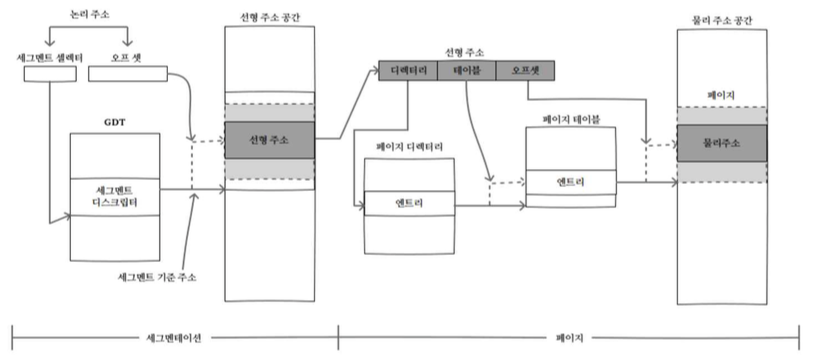 논리 주소
세그멘트 셀렉터
오프 셋
GDT
세그멘트
디스크립터
세그멘트 기준 주소
선형 주소 공간
선형 주소
선형 주소
디렉터리
테이블
오프셋
페이지 디렉터리
엔트리
페이지 테이블
엔트리
물리 주소 공간
페이지
물리주소
세그멘테이션
페이지